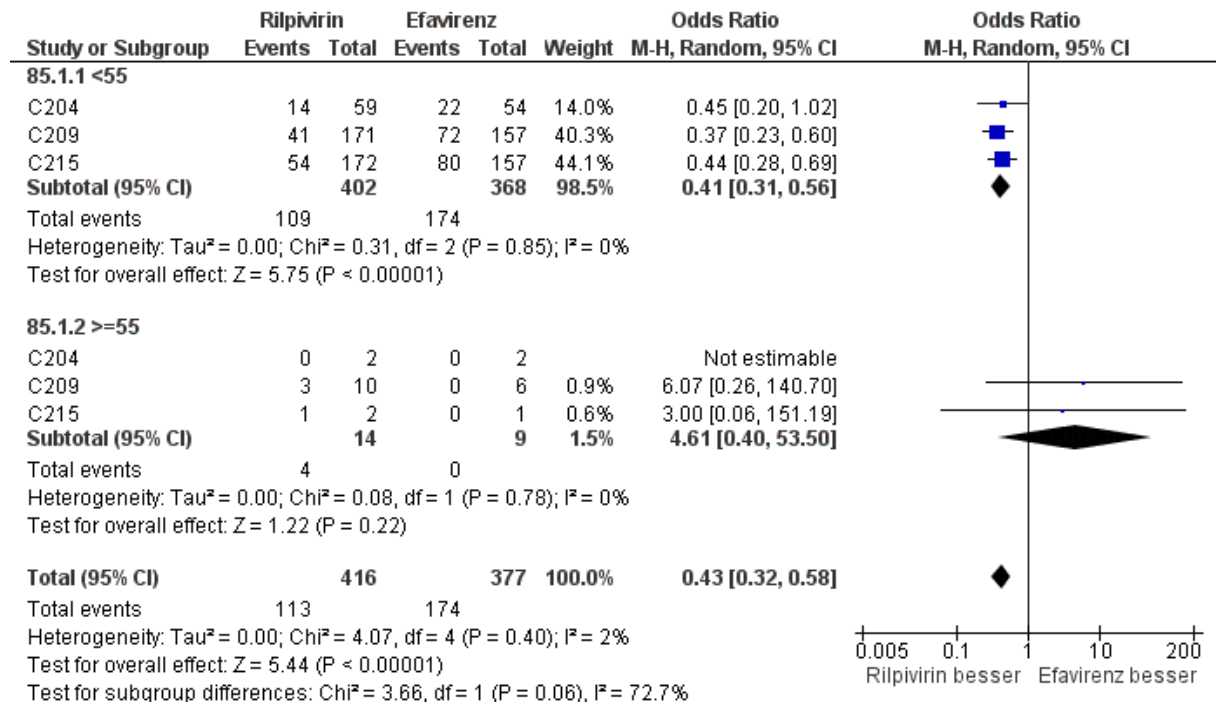 Rilpivirin Efavirenz Odds Ratio Odds Ratio
Study or Subgroup Events Total Events Total Weight M-H, Random, 95% CI M-H, Random, 95% CI
85.1.1 <55
C204 14 59 22 54 14.0% 0.45 [0.20, 1.02]
C209 41 171 72 157 40.3% 0.37 [0.23, 0.60]
C215 54 172 80 157 44.1% 0.44 [0.28, 0.69]
Subtotal (95% CI) 402 368 98.5% 0.41 [0.31, 0.56]
Total events 109 174
Heterogeneity: Tau² = 0.00; Chi² = 0.31, df = 2 (P = 0.85); I² = 0%
Test for overall effect: Z = 5.75 (P < 0.00001)
85.1.2 >=55
C204 0 2 0 2 Not estimable
C209 3 10 0 6 0.9% 6.07 [0.26, 140.70]
C215 1 2 0 1 0.6% 3.00 [0.06, 151.19]
Subtotal (95% CI) 14 9 1.5% 4.61 [0.40, 53.50]
Total events 4 0
Heterogeneity: Tau² = 0.00; Chi² = 0.08, df = 1 (P = 0.78); I² = 0%
Test for overall effect: Z = 1.22 (P = 0.22)
Total (95% CI) 416 377 100.0% 0.43 [0.32, 0.58]
Total events 113 174
Heterogeneity: Tau² = 0.00; Chi² = 4.07, df = 4 (P = 0.40); I² = 2%
Test for overall effect: Z = 5.44 (P < 0.00001)
Test for subgroup differences: Chi² = 3.66, df = 1 (P = 0.06), I² = 72.7%
0.005 0.1 1 10 200
Rilpivirin besser Efavirenz besser